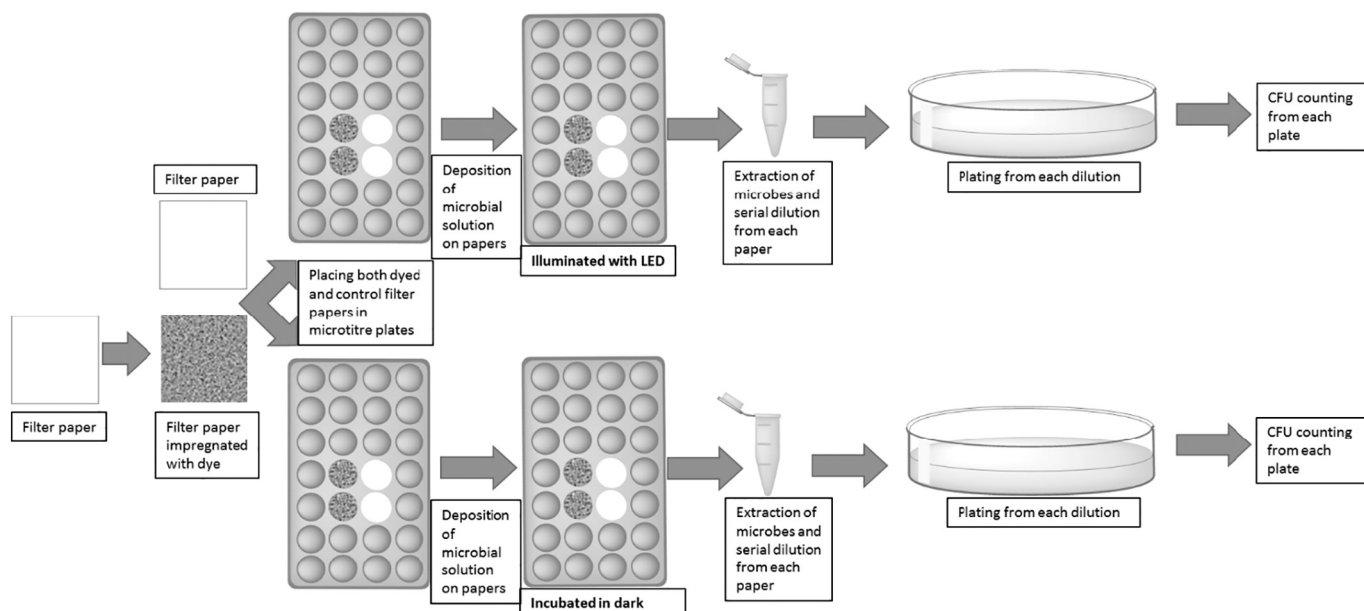 Filter paper
Filter paper
Filter paper
impregnated
with dye
Placing both dyed
and control filter
papers in
microtitre plates
Deposition
of
microbial
solution
on papers
Illuminated with LED
Extraction of
microbes and
serial dilution
from each
paper
Plating from each dilution
CFU counting
from each
plate
Deposition
of
microbial
solution
on papers
Incubated in dark
Extraction of
microbes and
serial dilution
from each
paper
Plating from each dilution
CFU counting
from each
plate